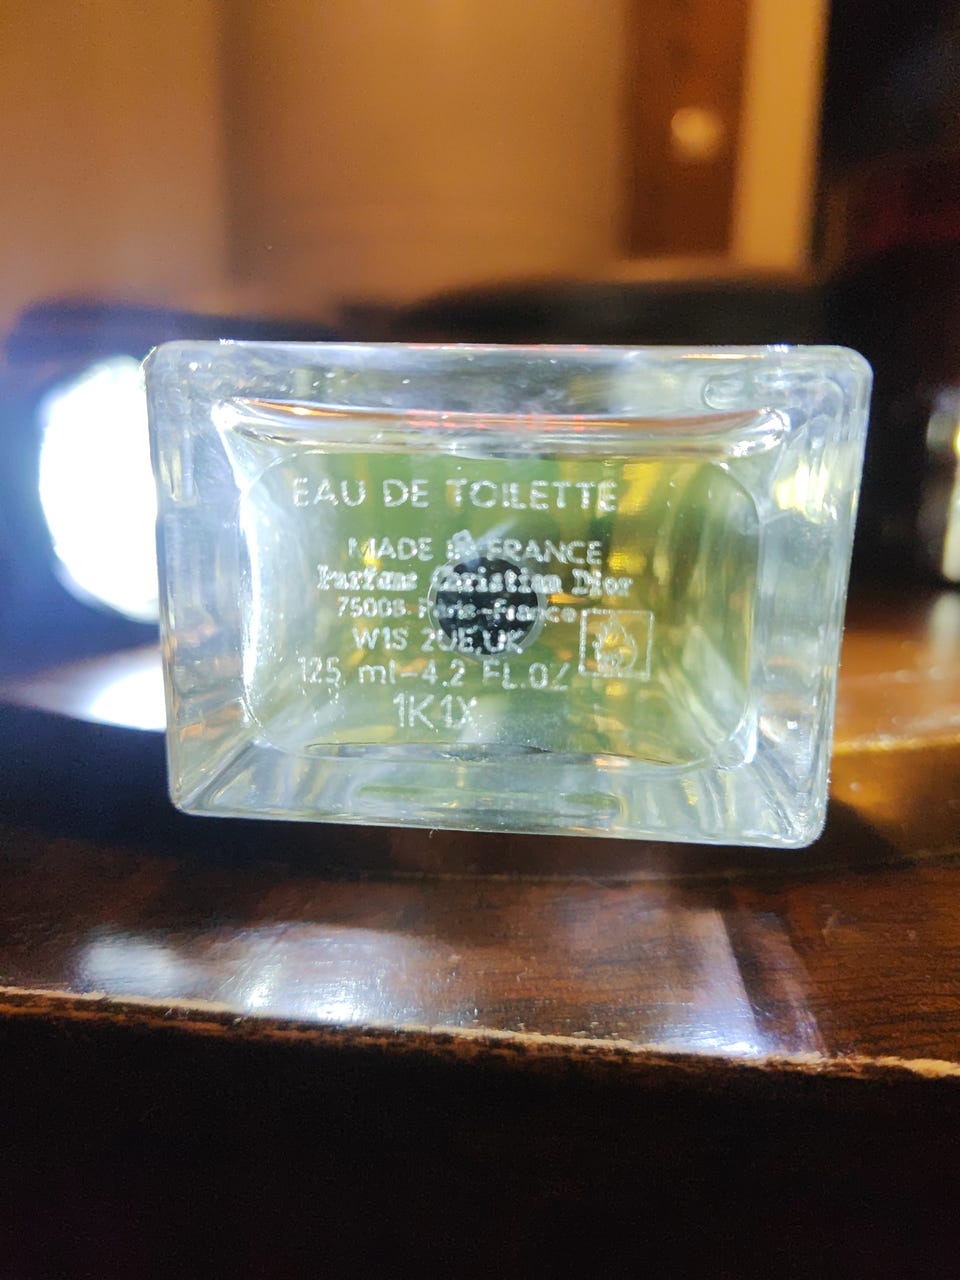 EAU DE TOILETTE
MADE IN FRANCE
Parfums Christian Dior
75008-Paris-France
W1S 2UE,UK
125 ml-4.2 FL.OZ
1K1X